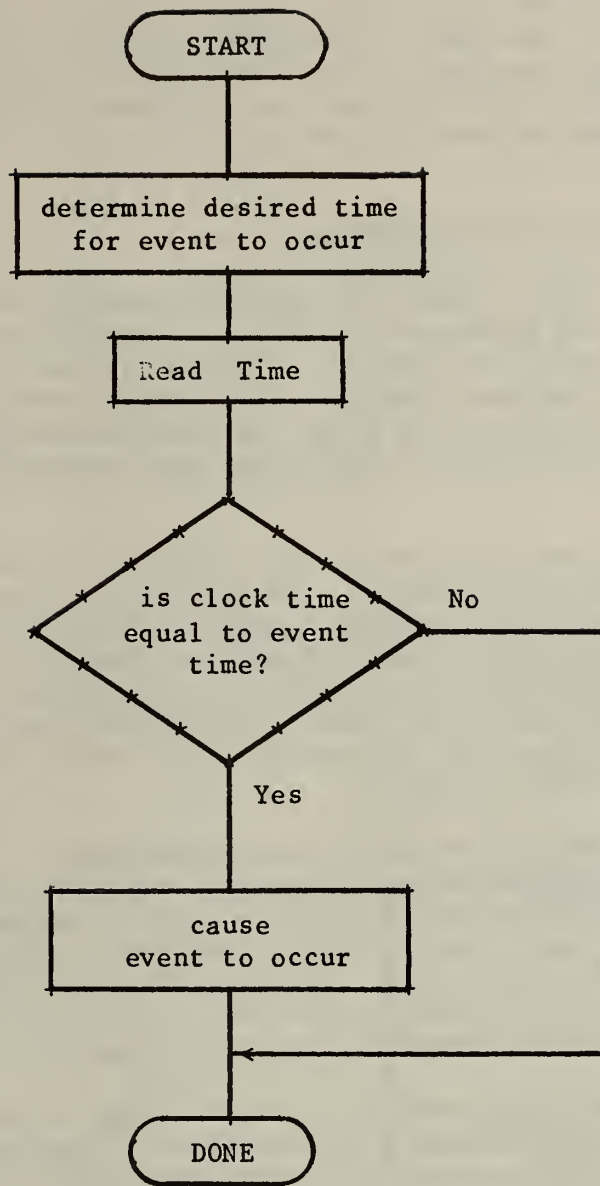 START
determine desired time
for event to occur
Read Time
is clock time
equal to event
time?
No
Yes
cause
event to occur
DONE